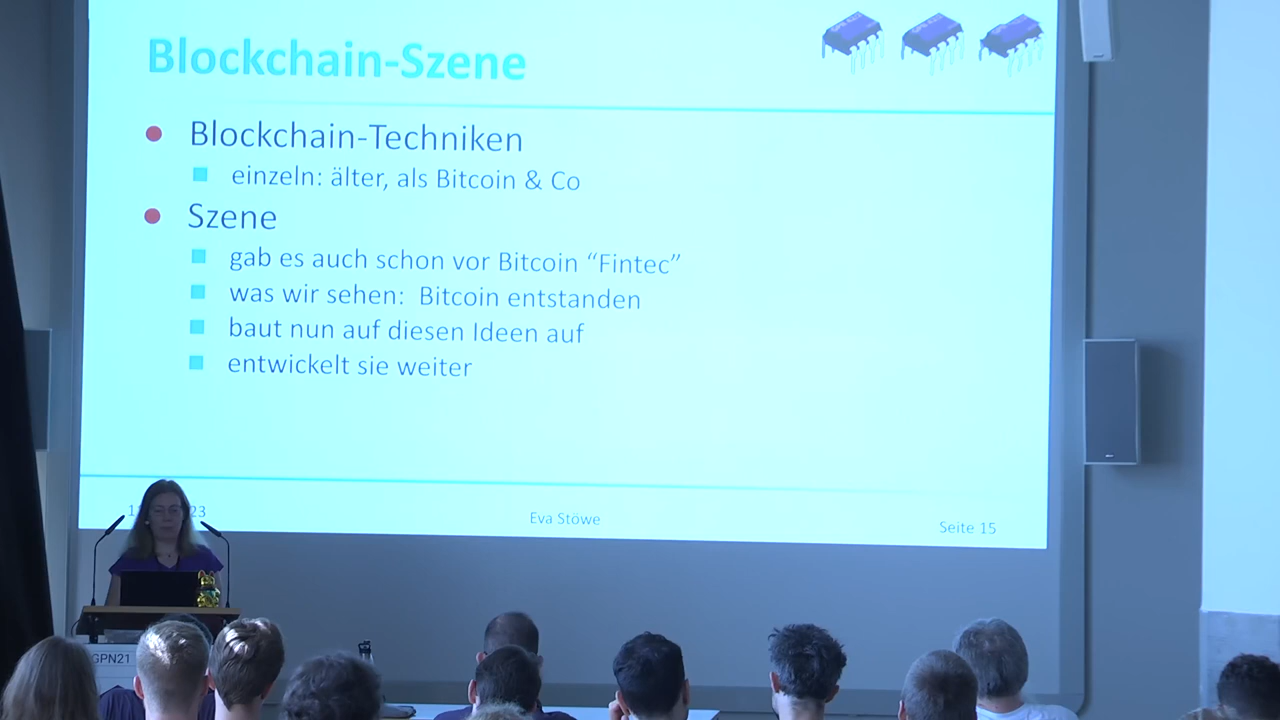 Blockchain-Szene
Blockchain-Techniken
einzeln: älter, als Bitcoin & Co
Szene
gab es auch schon vor Bitcoin “Fintec”
was wir sehen: Bitcoin entstanden
baut nun auf diesen Ideen auf
entwickelt sie weiter
Eva Stöwe
Seite 15
GPN21